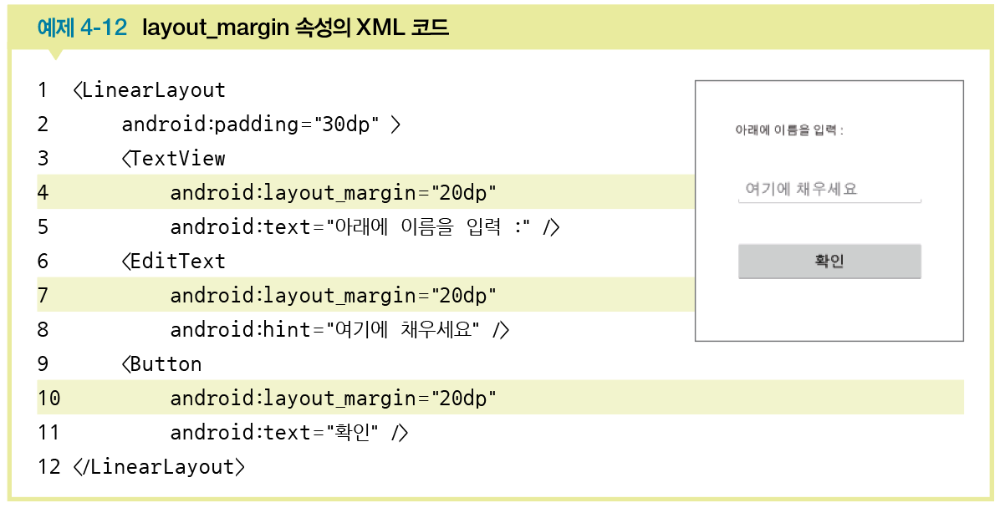 예제 4-12 layout_margin 속성의 XML 코드
1 <LinearLayout
2 android:padding="30dp" >
3 <TextView
4 android:layout_margin="20dp"
5 android:text="아래에 이름을 입력 :" />
6 <EditText
7 android:layout_margin="20dp"
8 android:hint="여기에 채우세요" />
9 <Button
10 android:layout_margin="20dp"
11 android:text="확인" />
12 </LinearLayout>
아래에 이름을 입력 :
여기에 채우세요
확인